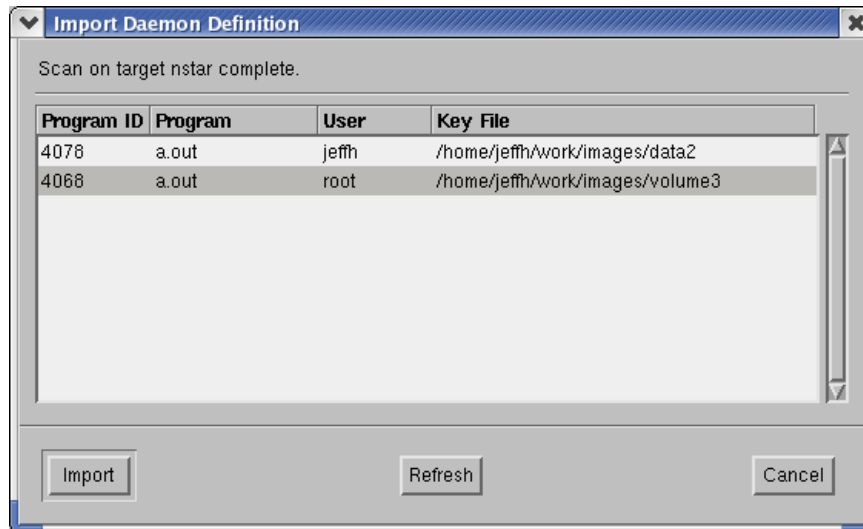 Import Daemon Definition
Scan on target nstar complete.
Program ID Program User Key File
4078 a.out jeffh /home/jeffh/work/images/data2
4068 a.out root /home/jeffh/work/images/volume3
Import Refresh Cancel